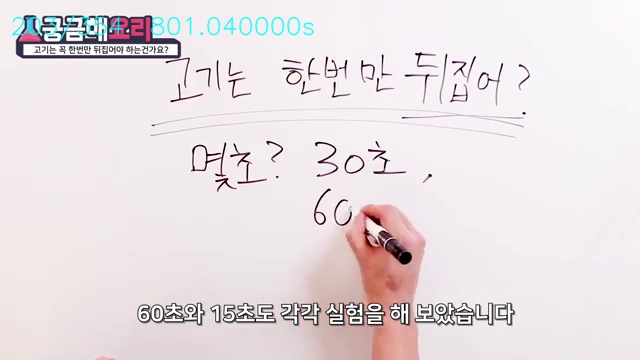 801.040000s
궁금해요리
고기는 꼭 한번만 뒤집어야 하는건가요?
고기는 한번만 뒤집어?
몇초? 30초,
60
60초와 15초도 각각 실험을 해 보았습니다